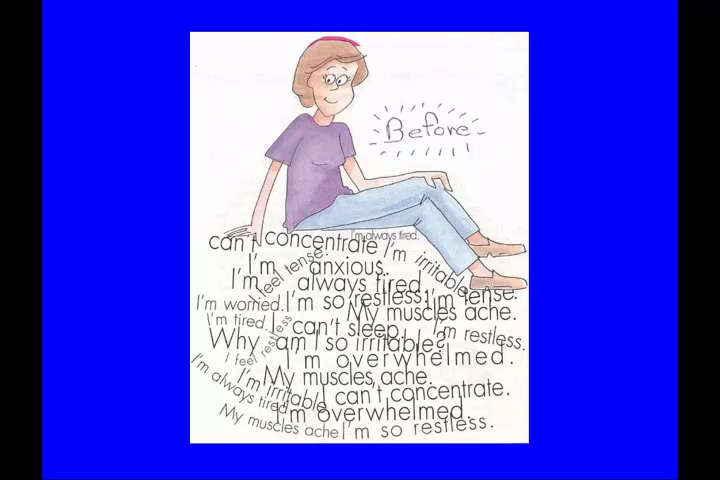 Before
I'm always tired.
can't concentrate
I'm irritable
I feel tense.
I'm anxious.
I'm always tired
I'm worried.
I'm so restless.
I'm tense.
My muscles ache.
I'm tired.
I can't sleep.
I'm restless.
I feel restless
Why am I so irritable?
I'm overwhelmed.
I'm always tired
My muscles ache.
I'm irritable
I can't concentrate.
I'm overwhelmed.
My muscles ache
I'm so restless.